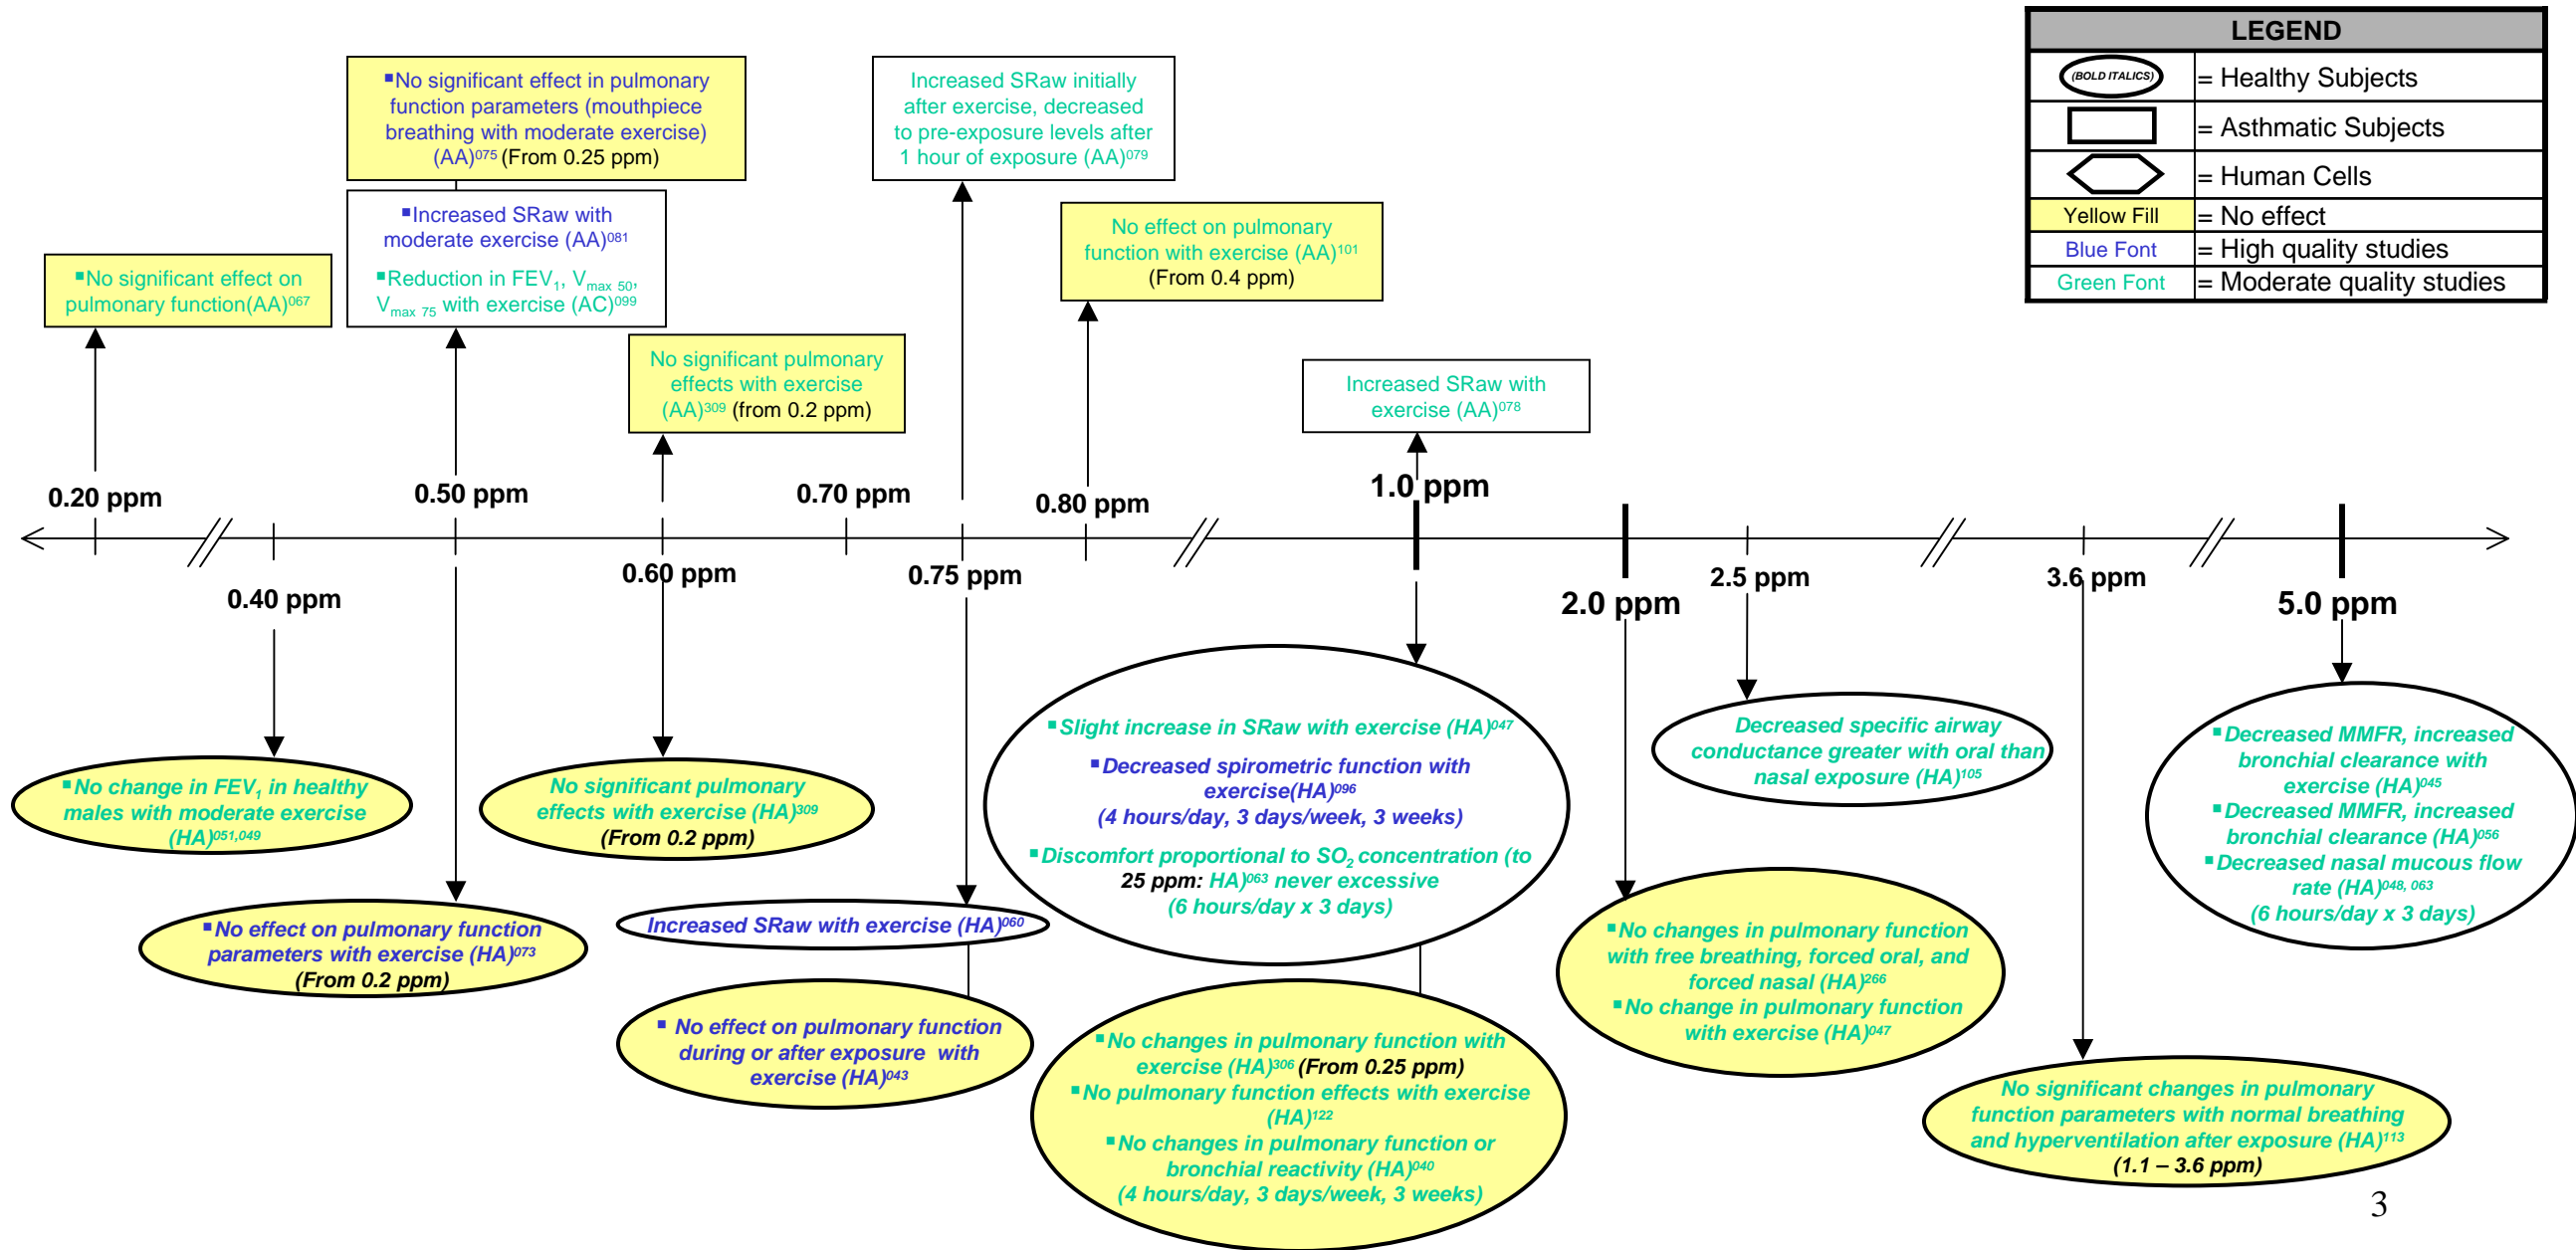 LEGEND
(BOLD ITALICS) = Healthy Subjects
= Asthmatic Subjects
= Human Cells
Yellow Fill = No effect
Blue Font = High quality studies
Green Font = Moderate quality studies
▪No significant effect in pulmonary
function parameters (mouthpiece
breathing with moderate exercise)
(AA)075 (From 0.25 ppm)
Increased SRaw initially
after exercise, decreased
to pre-exposure levels after
1 hour of exposure (AA)079
▪Increased SRaw with
moderate exercise (AA)081
▪Reduction in FEV1, Vmax 50,
Vmax 75 with exercise (AC)099
No effect on pulmonary
function with exercise (AA)101
(From 0.4 ppm)
▪No significant effect on
pulmonary function(AA)067
No significant pulmonary
effects with exercise
(AA)309 (from 0.2 ppm)
Increased SRaw with
exercise (AA)078
0.20 ppm
0.50 ppm
0.70 ppm
0.80 ppm
1.0 ppm
0.40 ppm
0.60 ppm
0.75 ppm
2.0 ppm
2.5 ppm
3.6 ppm
5.0 ppm
▪No change in FEV1 in healthy
males with moderate exercise
(HA)051,049
▪No effect on pulmonary function
parameters with exercise (HA)073
(From 0.2 ppm)
No significant pulmonary
effects with exercise (HA)309
(From 0.2 ppm)
Increased SRaw with exercise (HA)060
▪ No effect on pulmonary function
during or after exposure with
exercise (HA)043
▪Slight increase in SRaw with exercise (HA)047
▪Decreased spirometric function with
exercise(HA)096
(4 hours/day, 3 days/week, 3 weeks)
▪Discomfort proportional to SO2 concentration (to
25 ppm: HA)063 never excessive
(6 hours/day x 3 days)
▪No changes in pulmonary function with
exercise (HA)306 (From 0.25 ppm)
▪No pulmonary function effects with exercise
(HA)122
▪No changes in pulmonary function or
bronchial reactivity (HA)040
(4 hours/day, 3 days/week, 3 weeks)
▪No changes in pulmonary function
with free breathing, forced oral, and
forced nasal (HA)266
▪No change in pulmonary function
with exercise (HA)047
Decreased specific airway
conductance greater with oral than
nasal exposure (HA)105
No significant changes in pulmonary
function parameters with normal breathing
and hyperventilation after exposure (HA)113
(1.1 – 3.6 ppm)
▪Decreased MMFR, increased
bronchial clearance with
exercise (HA)045
▪Decreased MMFR, increased
bronchial clearance (HA)056
▪Decreased nasal mucous flow
rate (HA)048, 063
(6 hours/day x 3 days)
3